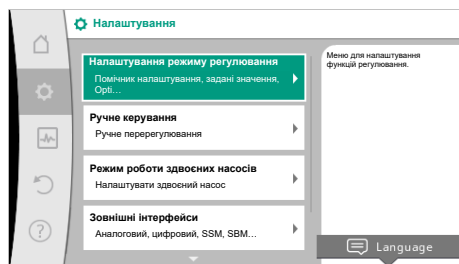 Налаштування
Налаштування режиму регулювання
Помічник налаштування, задані значення,
Opti…
Ручне керування
Ручне перерегулювання
Режим роботи здвоєних насосів
Налаштувати здвоєний насос
Зовнішні інтерфейси
Аналоговий, цифровий, SSM, SBM…
Меню для налаштування
функцій регулювання.
Language